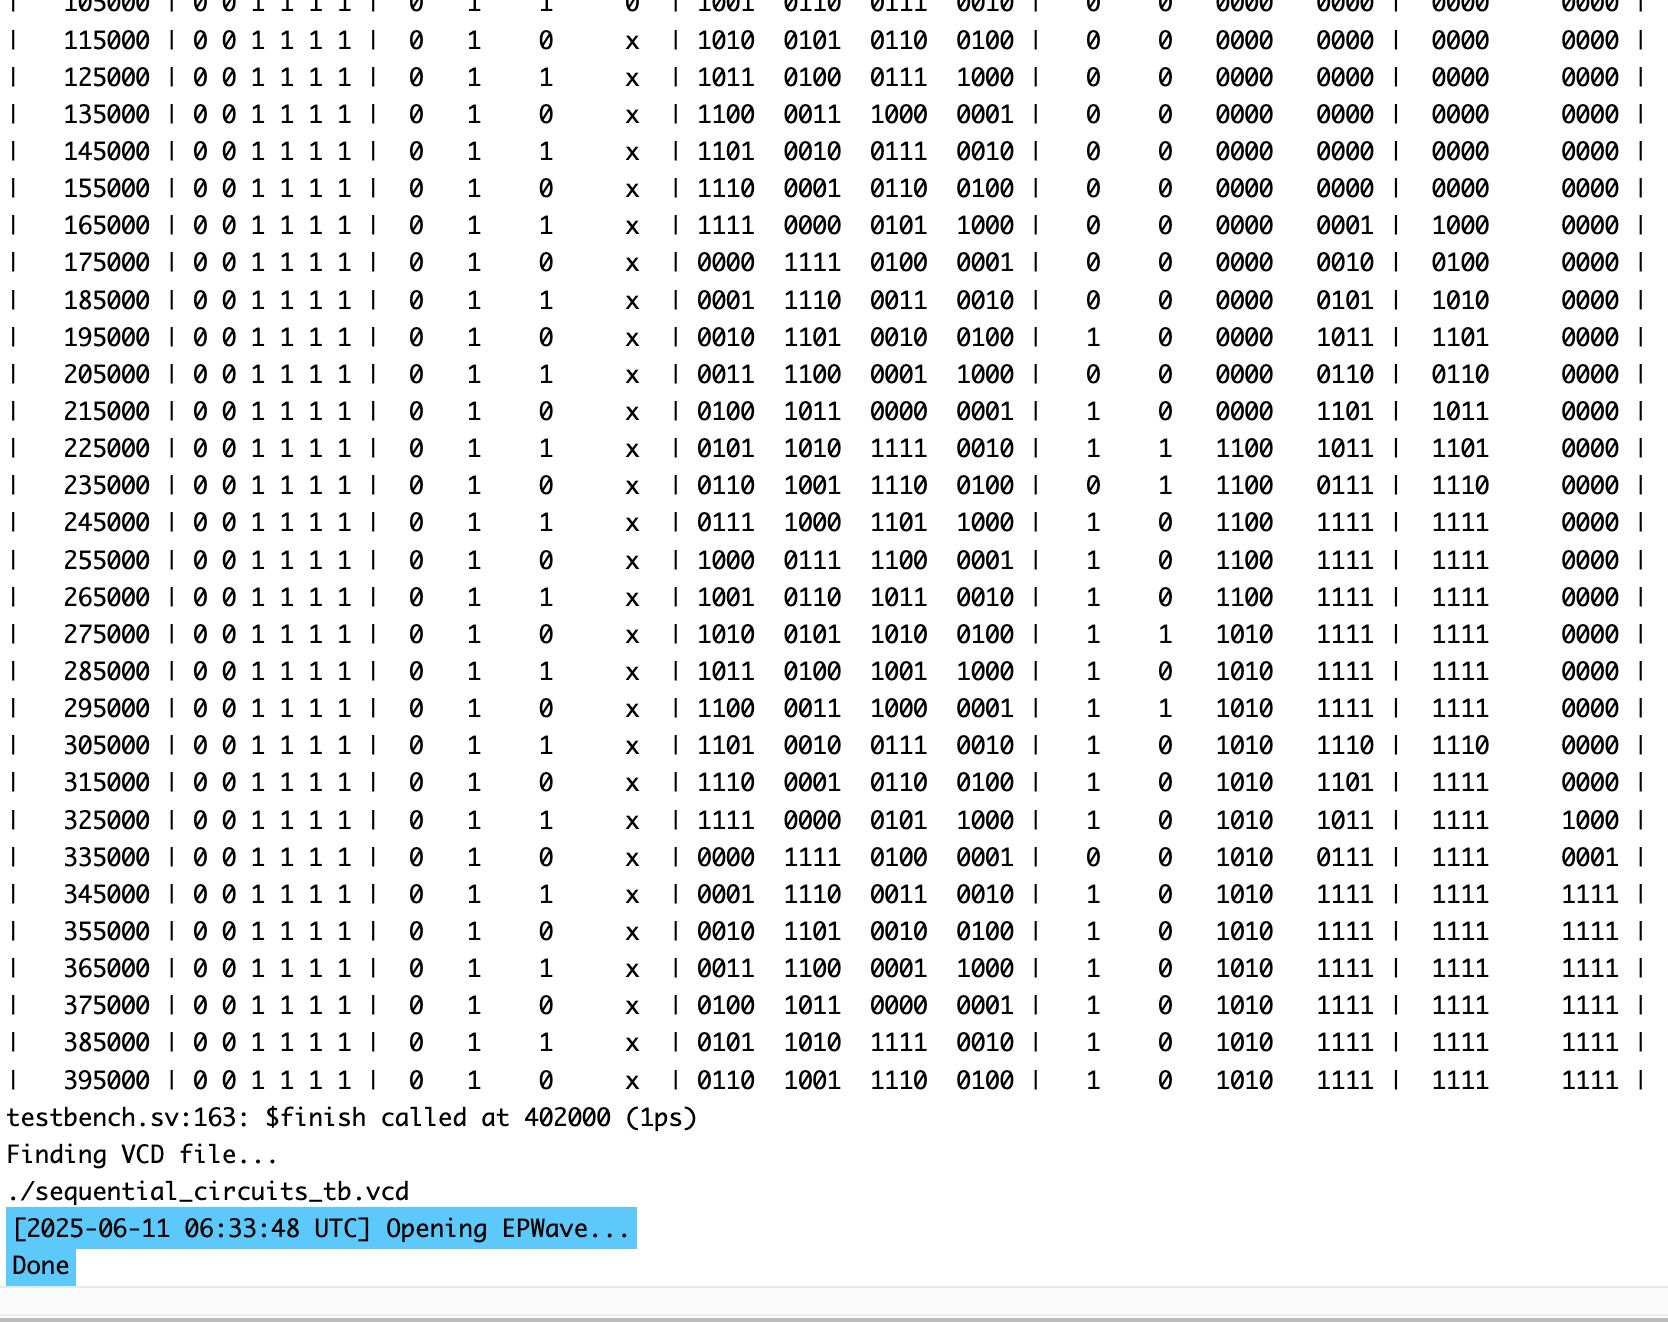 | 105000 | 0 0 1 1 1 1 | 0 1 1 0 | 1001 0110 0111 0010 | 0 0 0000 0000 | 0000 0000 |
| 115000 | 0 0 1 1 1 1 | 0 1 0 x | 1010 0101 0110 0100 | 0 0 0000 0000 | 0000 0000 |
| 125000 | 0 0 1 1 1 1 | 0 1 1 x | 1011 0100 0111 1000 | 0 0 0000 0000 | 0000 0000 |
| 135000 | 0 0 1 1 1 1 | 0 1 0 x | 1100 0011 1000 0001 | 0 0 0000 0000 | 0000 0000 |
| 145000 | 0 0 1 1 1 1 | 0 1 1 x | 1101 0010 0111 0010 | 0 0 0000 0000 | 0000 0000 |
| 155000 | 0 0 1 1 1 1 | 0 1 0 x | 1110 0001 0110 0100 | 0 0 0000 0000 | 0000 0000 |
| 165000 | 0 0 1 1 1 1 | 0 1 1 x | 1111 0000 0101 1000 | 0 0 0000 0001 | 1000 0000 |
| 175000 | 0 0 1 1 1 1 | 0 1 0 x | 0000 1111 0100 0001 | 0 0 0000 0010 | 0100 0000 |
| 185000 | 0 0 1 1 1 1 | 0 1 1 x | 0001 1110 0011 0010 | 0 0 0000 0101 | 1010 0000 |
| 195000 | 0 0 1 1 1 1 | 0 1 0 x | 0010 1101 0010 0100 | 1 0 0000 1011 | 1101 0000 |
| 205000 | 0 0 1 1 1 1 | 0 1 1 x | 0011 1100 0001 1000 | 0 0 0000 0110 | 0110 0000 |
| 215000 | 0 0 1 1 1 1 | 0 1 0 x | 0100 1011 0000 0001 | 1 0 0000 1101 | 1011 0000 |
| 225000 | 0 0 1 1 1 1 | 0 1 1 x | 0101 1010 1111 0010 | 1 1 1100 1011 | 1101 0000 |
| 235000 | 0 0 1 1 1 1 | 0 1 0 x | 0110 1001 1110 0100 | 0 1 1100 0111 | 1110 0000 |
| 245000 | 0 0 1 1 1 1 | 0 1 1 x | 0111 1000 1101 1000 | 1 0 1100 1111 | 1111 0000 |
| 255000 | 0 0 1 1 1 1 | 0 1 0 x | 1000 0111 1100 0001 | 1 0 1100 1111 | 1111 0000 |
| 265000 | 0 0 1 1 1 1 | 0 1 1 x | 1001 0110 1011 0010 | 1 0 1100 1111 | 1111 0000 |
| 275000 | 0 0 1 1 1 1 | 0 1 0 x | 1010 0101 1010 0100 | 1 1 1010 1111 | 1111 0000 |
| 285000 | 0 0 1 1 1 1 | 0 1 1 x | 1011 0100 1001 1000 | 1 0 1010 1111 | 1111 0000 |
| 295000 | 0 0 1 1 1 1 | 0 1 0 x | 1100 0011 1000 0001 | 1 1 1010 1111 | 1111 0000 |
| 305000 | 0 0 1 1 1 1 | 0 1 1 x | 1101 0010 0111 0010 | 1 0 1010 1110 | 1110 0000 |
| 315000 | 0 0 1 1 1 1 | 0 1 0 x | 1110 0001 0110 0100 | 1 0 1010 1101 | 1111 0000 |
| 325000 | 0 0 1 1 1 1 | 0 1 1 x | 1111 0000 0101 1000 | 1 0 1010 1011 | 1111 1000 |
| 335000 | 0 0 1 1 1 1 | 0 1 0 x | 0000 1111 0100 0001 | 0 0 1010 0111 | 1111 0001 |
| 345000 | 0 0 1 1 1 1 | 0 1 1 x | 0001 1110 0011 0010 | 1 0 1010 1111 | 1111 1111 |
| 355000 | 0 0 1 1 1 1 | 0 1 0 x | 0010 1101 0010 0100 | 1 0 1010 1111 | 1111 1111 |
| 365000 | 0 0 1 1 1 1 | 0 1 1 x | 0011 1100 0001 1000 | 1 0 1010 1111 | 1111 1111 |
| 375000 | 0 0 1 1 1 1 | 0 1 0 x | 0100 1011 0000 0001 | 1 0 1010 1111 | 1111 1111 |
| 385000 | 0 0 1 1 1 1 | 0 1 1 x | 0101 1010 1111 0010 | 1 0 1010 1111 | 1111 1111 |
| 395000 | 0 0 1 1 1 1 | 0 1 0 x | 0110 1001 1110 0100 | 1 0 1010 1111 | 1111 1111 |
testbench.sv:163: $finish called at 402000 (1ps)
Finding VCD file...
./sequential_circuits_tb.vcd
[2025-06-11 06:33:48 UTC] Opening EPWave...
Done